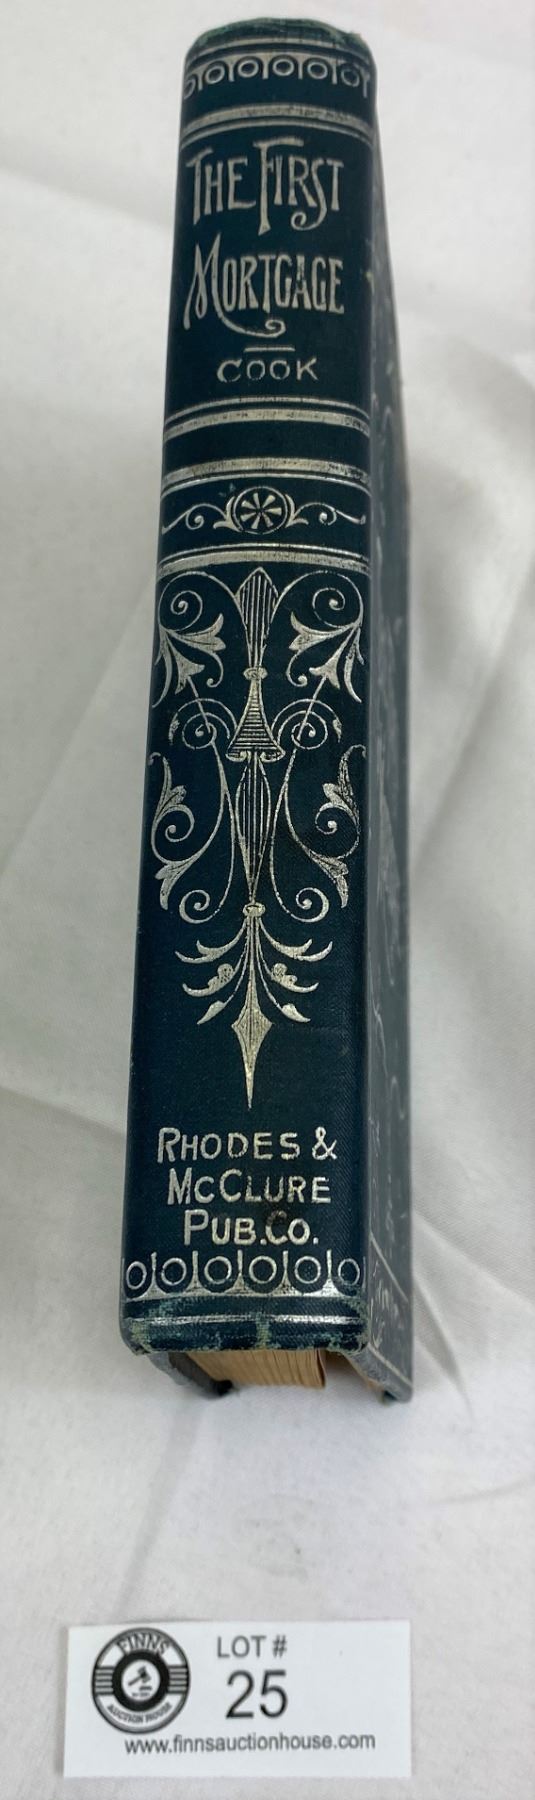 THE FIRST
MORTGAGE
COOK
RHODES &
MCCLURE
PUB. CO.
FINNS
AUCTION HOUSE
LOT #
25
www.finnsauctionhouse.com